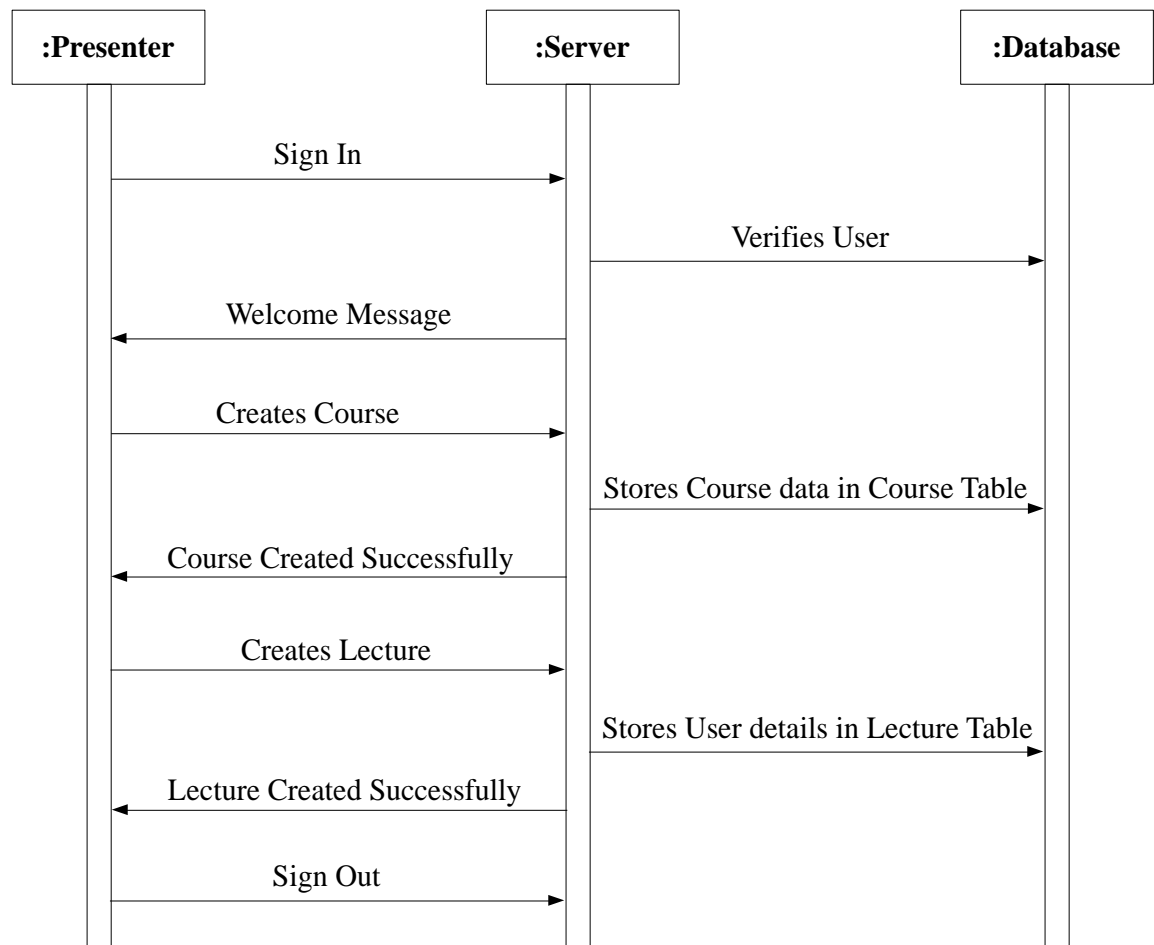 :Presenter
:Server
:Database
Sign In
Verifies User
Welcome Message
Creates Course
Stores Course data in Course Table
Course Created Successfully
Creates Lecture
Stores User details in Lecture Table
Lecture Created Successfully
Sign Out